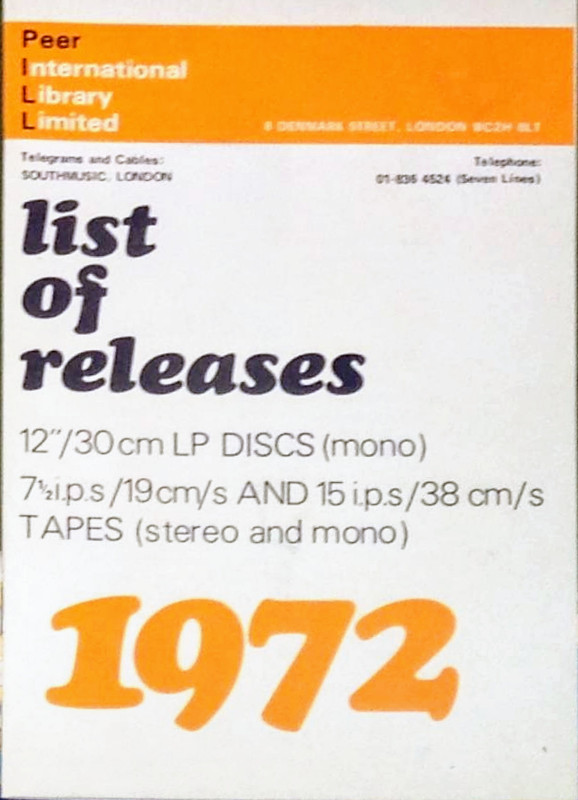 Peer
International
Library
Limited
8 DENMARK STREET, LONDON WC2H 8LT
Telegrams and Cables:
SOUTHMUSIC, LONDON
Telephone:
01-836 4524 (Seven Lines)
list
of
releases
12"/30cm LP DISCS (mono)
7½i.p.s/19cm/s AND 15 i.p.s/38 cm/s
TAPES (stereo and mono)
1972